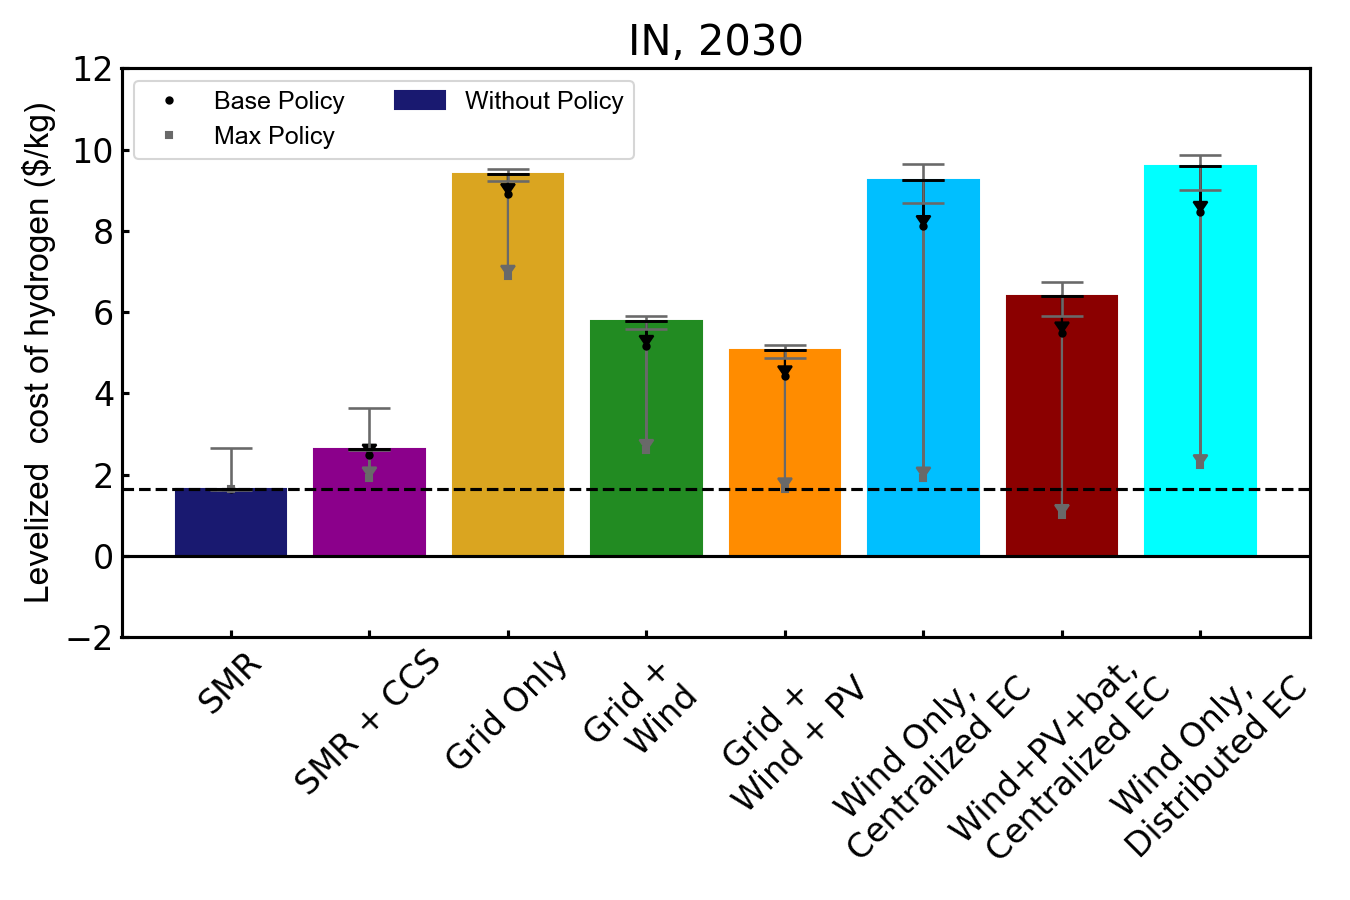 IN, 2030
Levelized cost of hydrogen ($/kg)
12
10
8
6
4
2
0
−2
Base Policy
Max Policy
Without Policy
SMR
SMR + CCS
Grid Only
Grid +
Wind
Grid +
Wind + PV
Wind Only,
Centralized EC
Wind+PV+bat,
Centralized EC
Wind Only,
Distributed EC